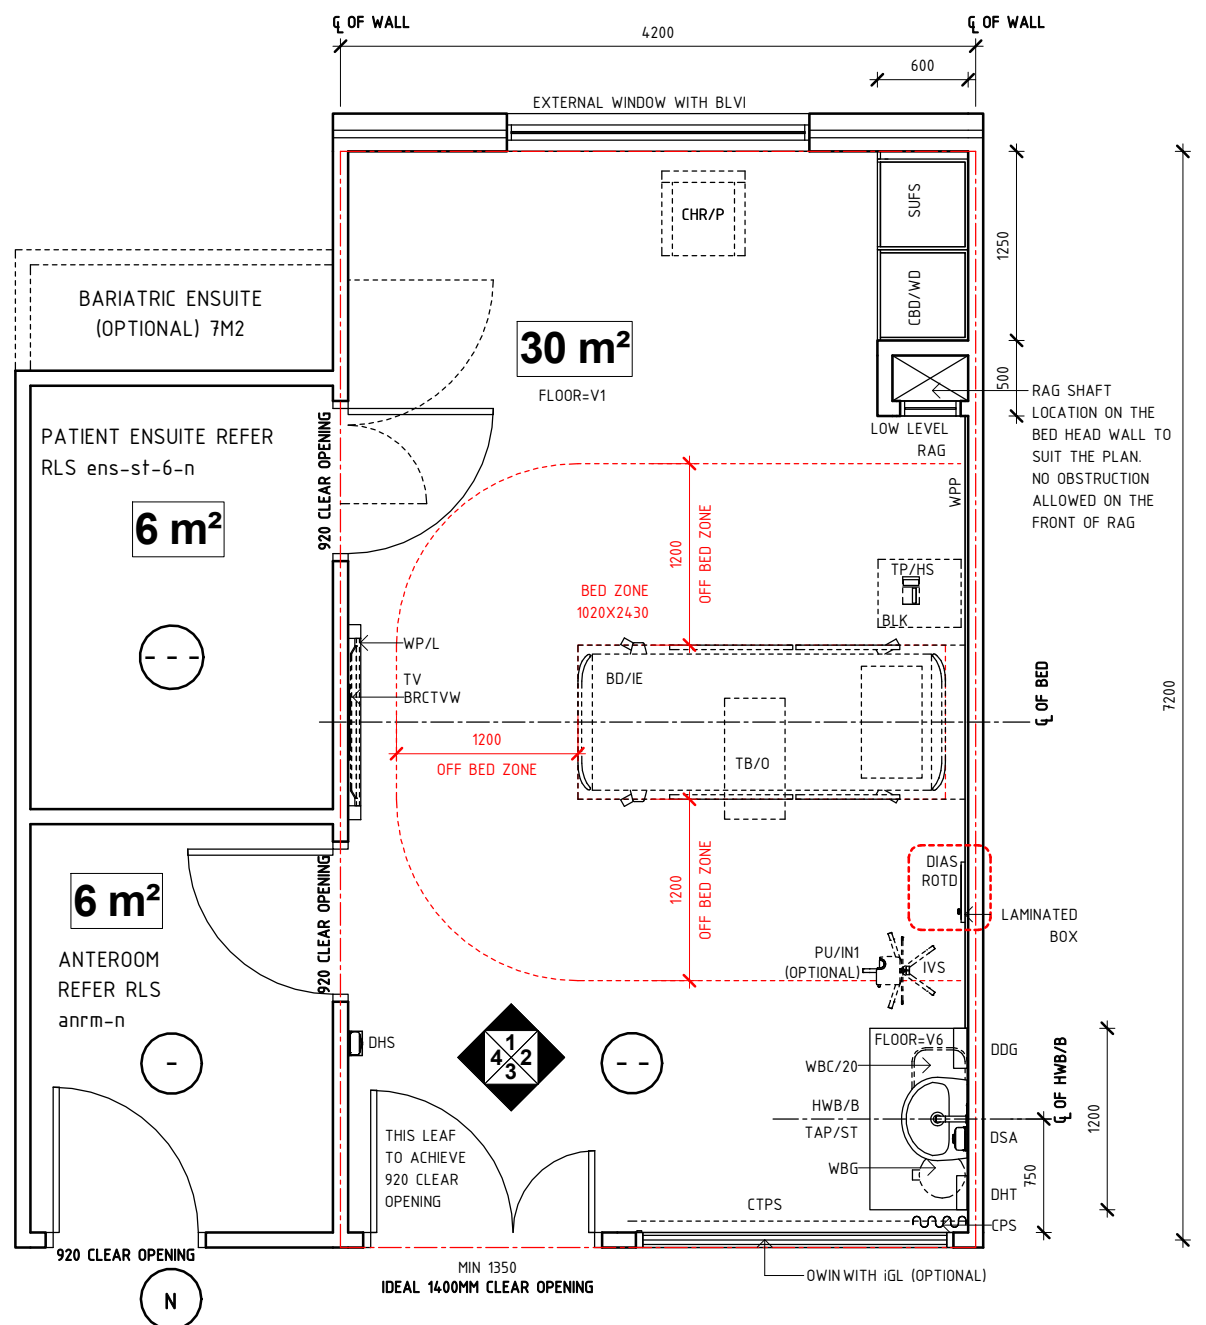 ℄ OF WALL
℄ OF WALL
4200
600
EXTERNAL WINDOW WITH BLVI
CHR/P
SUFS
1250
CBD/WD
BARIATRIC ENSUITE
(OPTIONAL) 7M2
30 m²
FLOOR=V1
500
RAG SHAFT
LOCATION ON THE
BED HEAD WALL TO
SUIT THE PLAN.
NO OBSTRUCTION
ALLOWED ON THE
FRONT OF RAG
LOW LEVEL
RAG
PATIENT ENSUITE REFER
RLS ens-st-6-n
6 m²
920 CLEAR OPENING
WPP
1200
OFF BED ZONE
BED ZONE
1020X2430
TP/HS
BLK
WP/L
TV
BRCTVW
BD/IE
---
℄ OF BED
7200
1200
OFF BED ZONE
TB/O
1200
OFF BED ZONE
DIAS
ROTD
LAMINATED
BOX
6 m²
920 CLEAR OPENING
ANTEROOM
REFER RLS
anrm-n
PU/IN1
(OPTIONAL)
IVS
DHS
1
4 2
3
-
--
FLOOR=V6
DDG
WBC/20
HWB/B
TAP/ST
DSA
WBG
DHT
℄ OF HWB/B
1200
750
THIS LEAF
TO ACHIEVE
920 CLEAR
OPENING
CTPS
CPS
920 CLEAR OPENING
MIN 1350
IDEAL 1400MM CLEAR OPENING
OWIN WITH iGL (OPTIONAL)
N